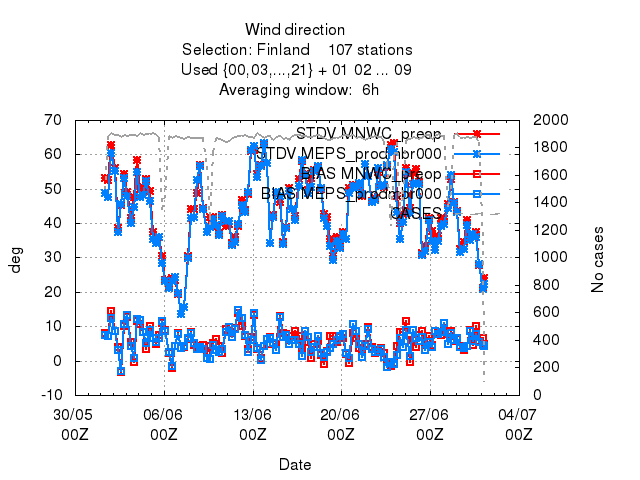 Wind direction
Selection: Finland 107 stations
Used {00,03,...,21} + 01 02 ... 09
Averaging window: 6h
STDV MNWC_preop
STDV MEPS_prod_mbr000
BIAS MNWC_preop
BIAS MEPS_prod_mbr000
CASES
70
60
50
40
30
20
10
0
-10
deg
2000
1800
1600
1400
1200
1000
800
600
400
200
0
No cases
30/05 06/06 13/06 20/06 27/06 04/07
00Z 00Z 00Z 00Z 00Z 00Z
Date